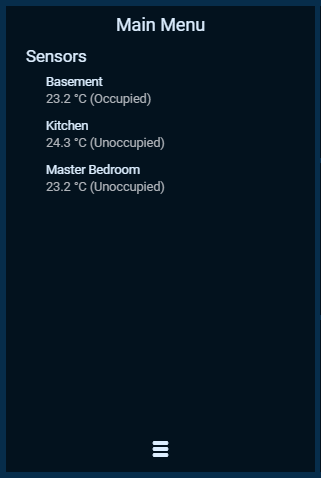 Main Menu
Sensors
Basement
23.2 °C (Occupied)
Kitchen
24.3 °C (Unoccupied)
Master Bedroom
23.2 °C (Unoccupied)